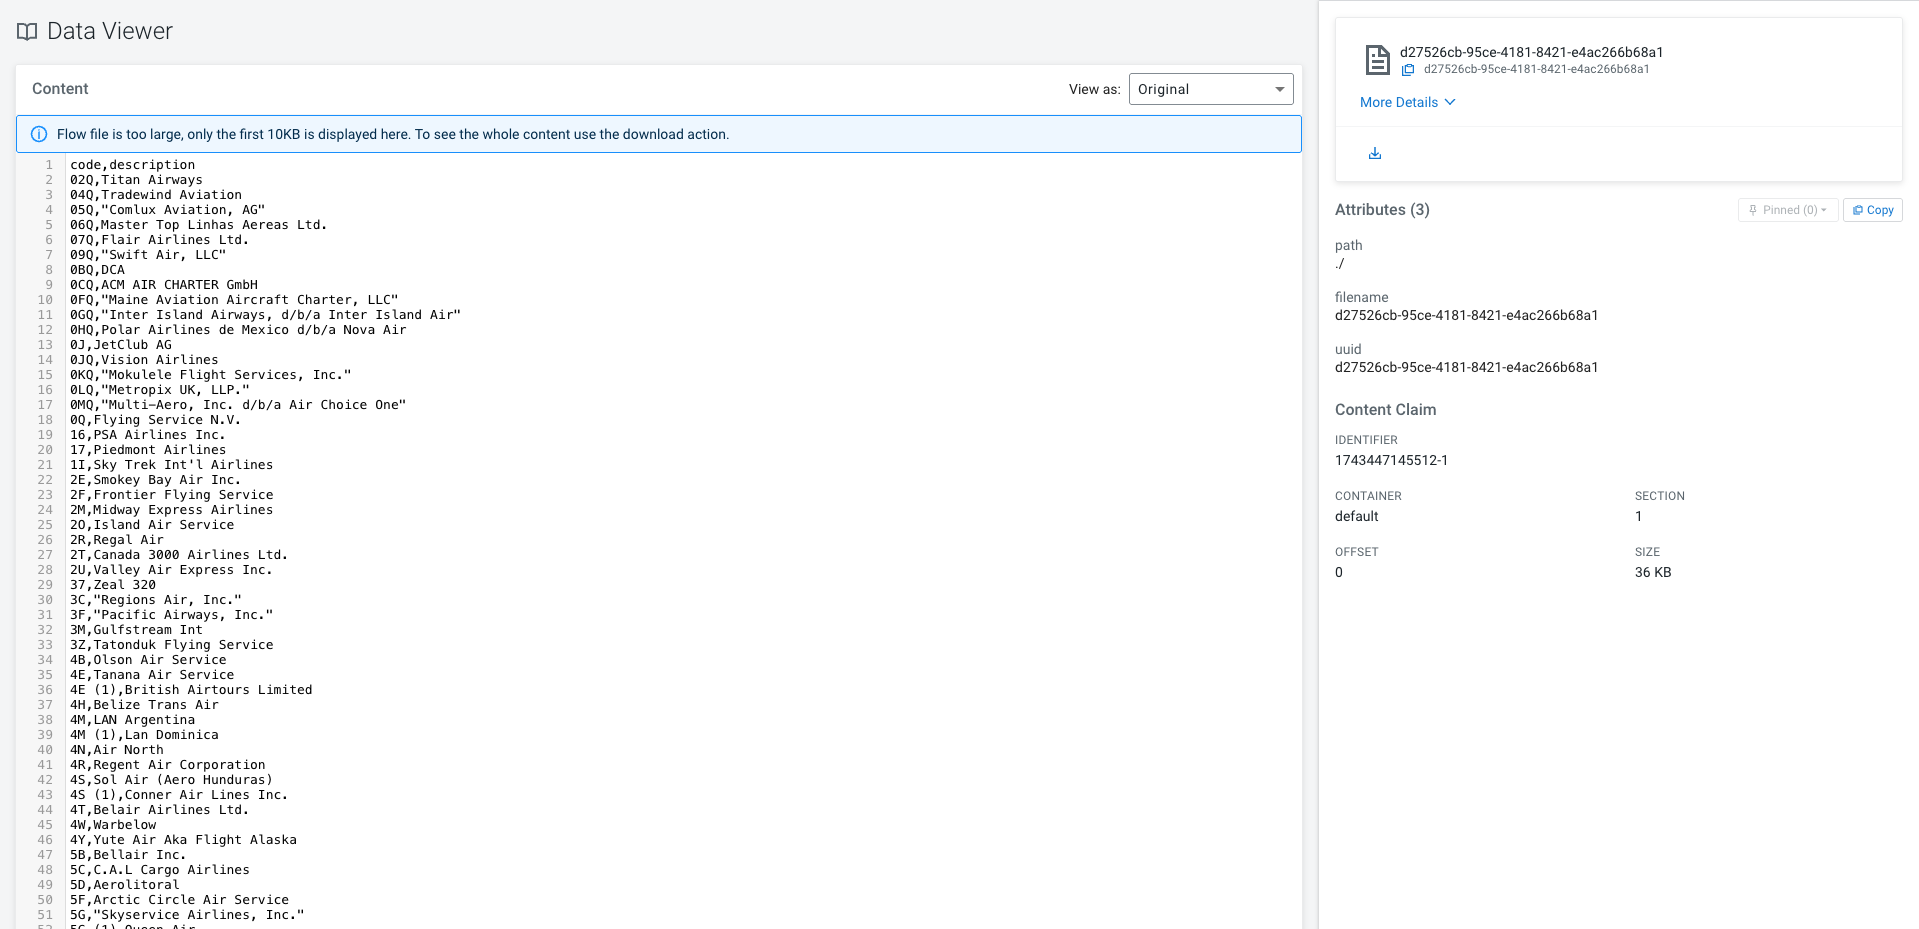 Data Viewer
Content
View as:
Original
Flow file is too large, only the first 10KB is displayed here. To see the whole content use the download action.
1 code,description
2 02Q,Titan Airways
3 04Q,Tradewind Aviation
4 05Q,"Comlux Aviation, AG"
5 06Q,Master Top Linhas Aereas Ltd.
6 07Q,Flair Airlines Ltd.
7 09Q,"Swift Air, LLC"
8 0BQ,DCA
9 0CQ,ACM AIR CHARTER GmbH
10 0FQ,"Maine Aviation Aircraft Charter, LLC"
11 0GQ,"Inter Island Airways, d/b/a Inter Island Air"
12 0HQ,Polar Airlines de Mexico d/b/a Nova Air
13 0J,JetClub AG
14 0JQ,Vision Airlines
15 0KQ,"Mokulele Flight Services, Inc."
16 0LQ,"Metropix UK, LLP."
17 0MQ,"Multi-Aero, Inc. d/b/a Air Choice One"
18 0Q,Flying Service N.V.
19 16,PSA Airlines Inc.
20 17,Piedmont Airlines
21 1I,Sky Trek Int'l Airlines
22 2E,Smokey Bay Air Inc.
23 2F,Frontier Flying Service
24 2M,Midway Express Airlines
25 2O,Island Air Service
26 2R,Regal Air
27 2T,Canada 3000 Airlines Ltd.
28 2U,Valley Air Express Inc.
29 37,Zeal 320
30 3C,"Regions Air, Inc."
31 3F,"Pacific Airways, Inc."
32 3M,Gulfstream Int
33 3Z,Tatonduk Flying Service
34 4B,Olson Air Service
35 4E,Tanana Air Service
36 4E (1),British Airtours Limited
37 4H,Belize Trans Air
38 4M,LAN Argentina
39 4M (1),Lan Dominica
40 4N,Air North
41 4R,Regent Air Corporation
42 4S,Sol Air (Aero Hunduras)
43 4S (1),Conner Air Lines Inc.
44 4T,Belair Airlines Ltd.
45 4W,Warbelow
46 4Y,Yute Air Aka Flight Alaska
47 5B,Bellair Inc.
48 5C,C.A.L Cargo Airlines
49 5D,Aerolitoral
50 5F,Arctic Circle Air Service
51 5G,"Skyservice Airlines, Inc."
52 5G (1),Queen Air
d27526cb-95ce-4181-8421-e4ac266b68a1
d27526cb-95ce-4181-8421-e4ac266b68a1
More Details
Attributes (3)
Pinned (0)
Copy
path
./
filename
d27526cb-95ce-4181-8421-e4ac266b68a1
uuid
d27526cb-95ce-4181-8421-e4ac266b68a1
Content Claim
IDENTIFIER
1743447145512-1
CONTAINER
default
SECTION
1
OFFSET
0
SIZE
36 KB